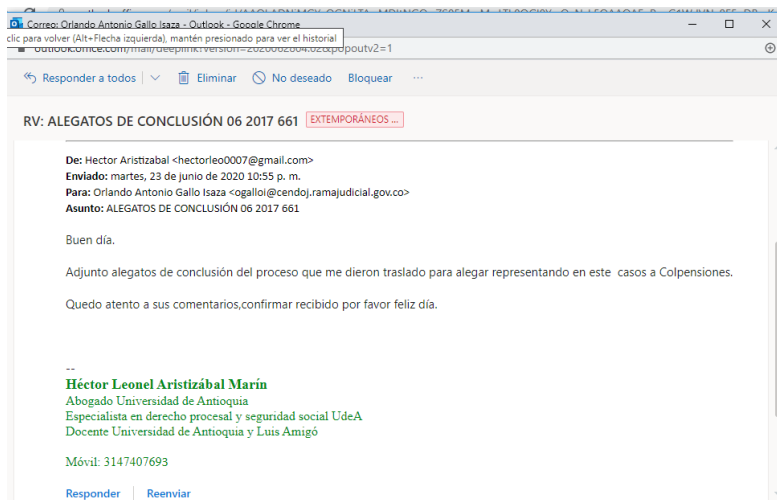 Correo: Orlando Antonio Gallo Isaza - Outlook - Google Chrome
clic para volver (Alt+Flecha izquierda), mantén presionado para ver el historial
Responder a todos
Eliminar
No deseado
Bloquear
RV: ALEGATOS DE CONCLUSIÓN 06 2017 661
EXTEMPORÁNEOS ...
De: Hector Aristizabal <hectorleo0007@gmail.com>
Enviado: martes, 23 de junio de 2020 10:55 p. m.
Para: Orlando Antonio Gallo Isaza <ogalloi@cendoj.ramajudicial.gov.co>
Asunto: ALEGATOS DE CONCLUSIÓN 06 2017 661
Buen día.
Adjunto alegatos de conclusión del proceso que me dieron traslado para alegar representando en este casos a Colpensiones.
Quedo atento a sus comentarios,confirmar recibido por favor feliz día.
--
Héctor Leonel Aristizábal Marín
Abogado Universidad de Antioquia
Especialista en derecho procesal y seguridad social UdeA
Docente Universidad de Antioquia y Luis Amigó
Móvil: 3147407693
Responder
Reenviar